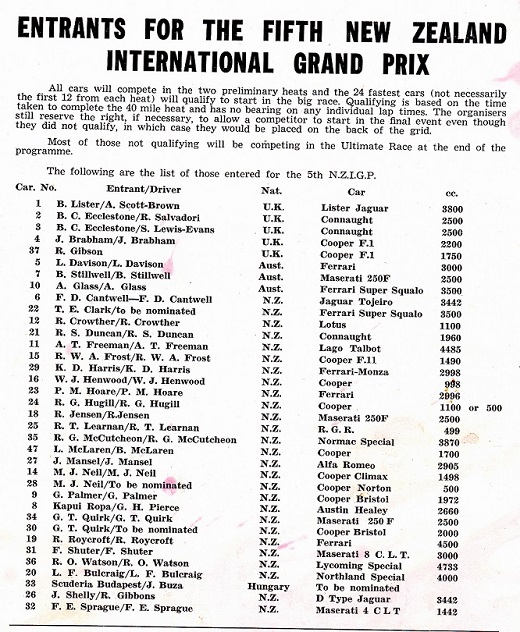 ENTRANTS FOR THE FIFTH NEW ZEALAND
INTERNATIONAL GRAND PRIX
All cars will compete in the two preliminary heats and the 24 fastest cars (not necessarily
the first 12 from each heat) will qualify to start in the big race. Qualifying is based on the time
taken to complete the 40 mile heat and has no bearing on any individual lap times. The organisers
still reserve the right, if necessary, to allow a competitor to start in the final event even though
they did not qualify, in which case they would be placed on the back of the grid.
Most of those not qualifying will be competing in the Ultimate Race at the end of the
programme.
The following are the list of those entered for the 5th N.Z.I.G.P.
Car. No. Entrant/Driver Nat. Car cc.
1 B. Lister/A. Scott-Brown U.K. Lister Jaguar 3800
2 B. C. Ecclestone/R. Salvadori U.K. Connaught 2500
3 B. C. Ecclestone/S. Lewis-Evans U.K. Connaught 2500
4 J. Brabham/J. Brabham U.K. Cooper F.1 2200
37 R. Gibson U.K. Cooper F.1 1750
5 L. Davison/L. Davison Aust. Ferrari 3000
7 B. Stillwell/B. Stillwell Aust. Maserati 250F 2500
10 A. Glass/A. Glass Aust. Ferrari Super Squalo 3500
6 F. D. Cantwell—F. D. Cantwell N.Z. Jaguar Tojeiro 3442
22 T. E. Clark/to be nominated N.Z. Ferrari Super Squalo 3500
12 R. Crowther/R. Crowther N.Z. Lotus 1100
21 R. S. Duncan/R. S. Duncan N.Z. Connaught 1960
11 A. T. Freeman/A. T. Freeman N.Z. Lago Talbot 4485
15 R. W. A. Frost/R. W. A. Frost N.Z. Cooper F.11 1490
29 K. D. Harris/K. D. Harris N.Z. Ferrari-Monza 2998
16 W. J. Henwood/W. J. Henwood N.Z. Cooper 998
23 P. M. Hoare/P. M. Hoare N.Z. Ferrari 2996
24 R. G. Hugill/R. G. Hugill N.Z. Cooper 1100 or 500
18 R. Jensen/R.Jensen N.Z. Maserati 250F 2500
25 R. T. Learnan/R. T. Learnan N.Z. R. G. R. 499
35 R. G. McCutcheon/R. G. McCutcheon N.Z. Normac Special 3870
47 L. McLaren/B. McLaren N.Z. Cooper 1700
27 J. Mansel/J. Mansel N.Z. Alfa Romeo 2905
14 M. J. Neil/M. J. Neil N.Z. Cooper Climax 1498
28 M. J. Neil/To be nominated N.Z. Cooper Norton 500
9 G. Palmer/G. Palmer N.Z. Cooper Bristol 1972
8 Kapui Ropa/G. H. Pierce N.Z. Austin Healey 2660
34 G. T. Quirk/G. T. Quirk N.Z. Maserati 250 F 2500
30 G. T. Quirk/To be nominated N.Z. Cooper Bristol 2000
19 R. Roycroft/R. Roycroft N.Z. Ferrari 4500
31 F. Shuter/F. Shuter N.Z. Maserati 8 C. L. T. 3000
36 R. O. Watson/R. O. Watson N.Z. Lycoming Special 4733
20 L. F. Bulcraig/L. F. Bulcraig N.Z. Northland Special 4000
33 Scuderia Budapest/J. Buza Hungary To be nominated
26 J. Shelly/R. Gibbons N.Z. D Type Jaguar 3442
32 F. E. Sprague/F. E. Sprague N.Z. Maserati 4 C L T 1442